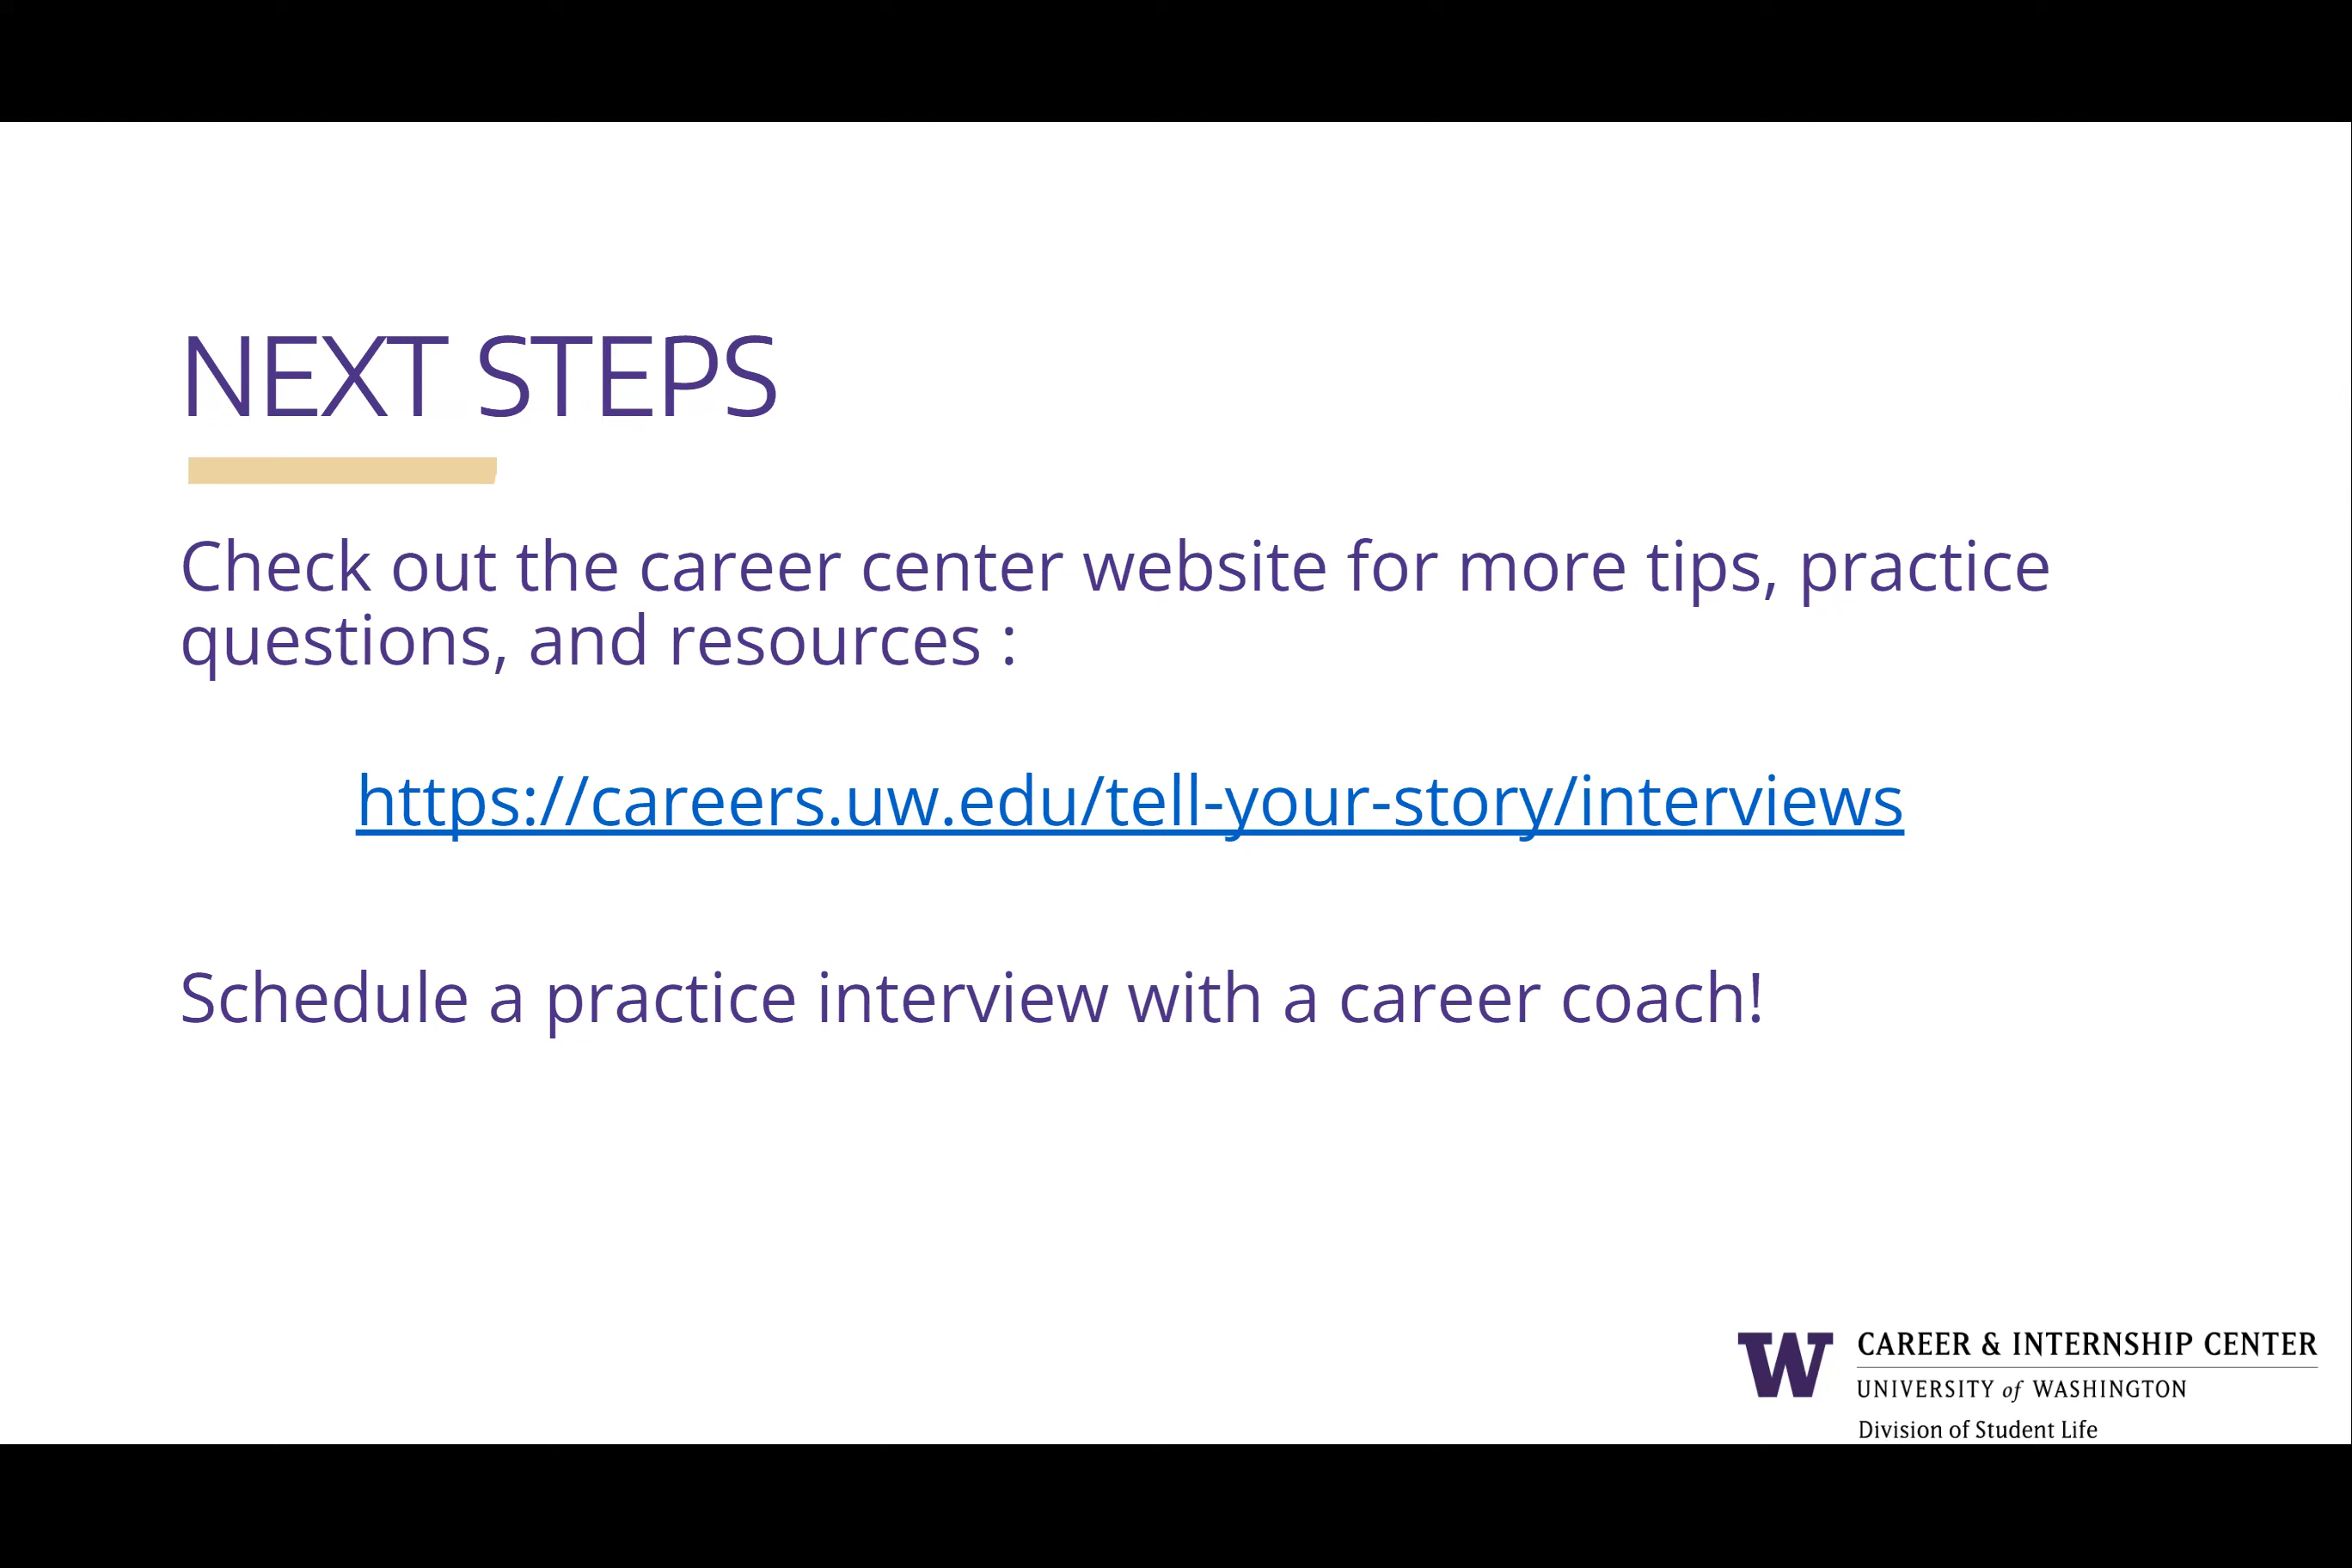 NEXT STEPS
Check out the career center website for more tips, practice
questions, and resources :
https://careers.uw.edu/tell-your-story/interviews
Schedule a practice interview with a career coach!
W
CAREER & INTERNSHIP CENTER
UNIVERSITY of WASHINGTON
Division of Student Life